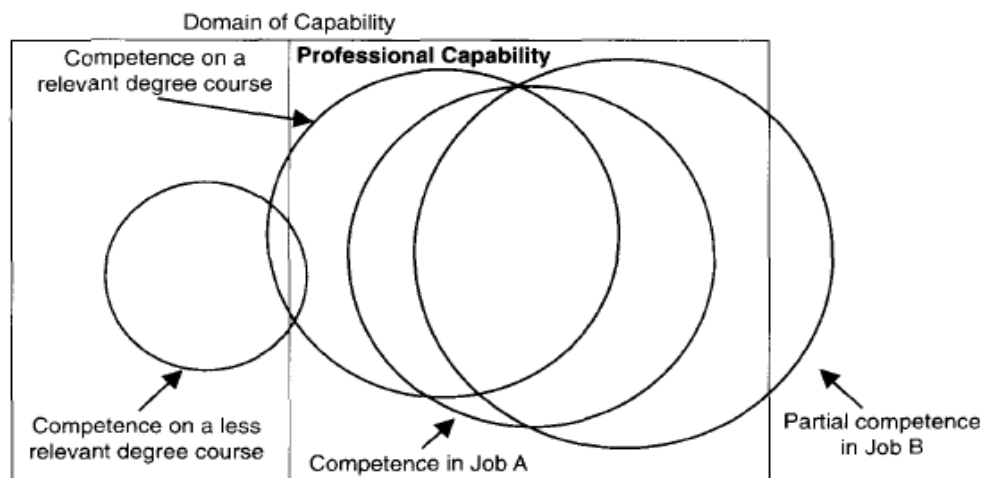 Domain of Capability
Competence on a
relevant degree course
Professional Capability
Competence on a less
relevant degree course
Competence in Job A
Partial competence
in Job B